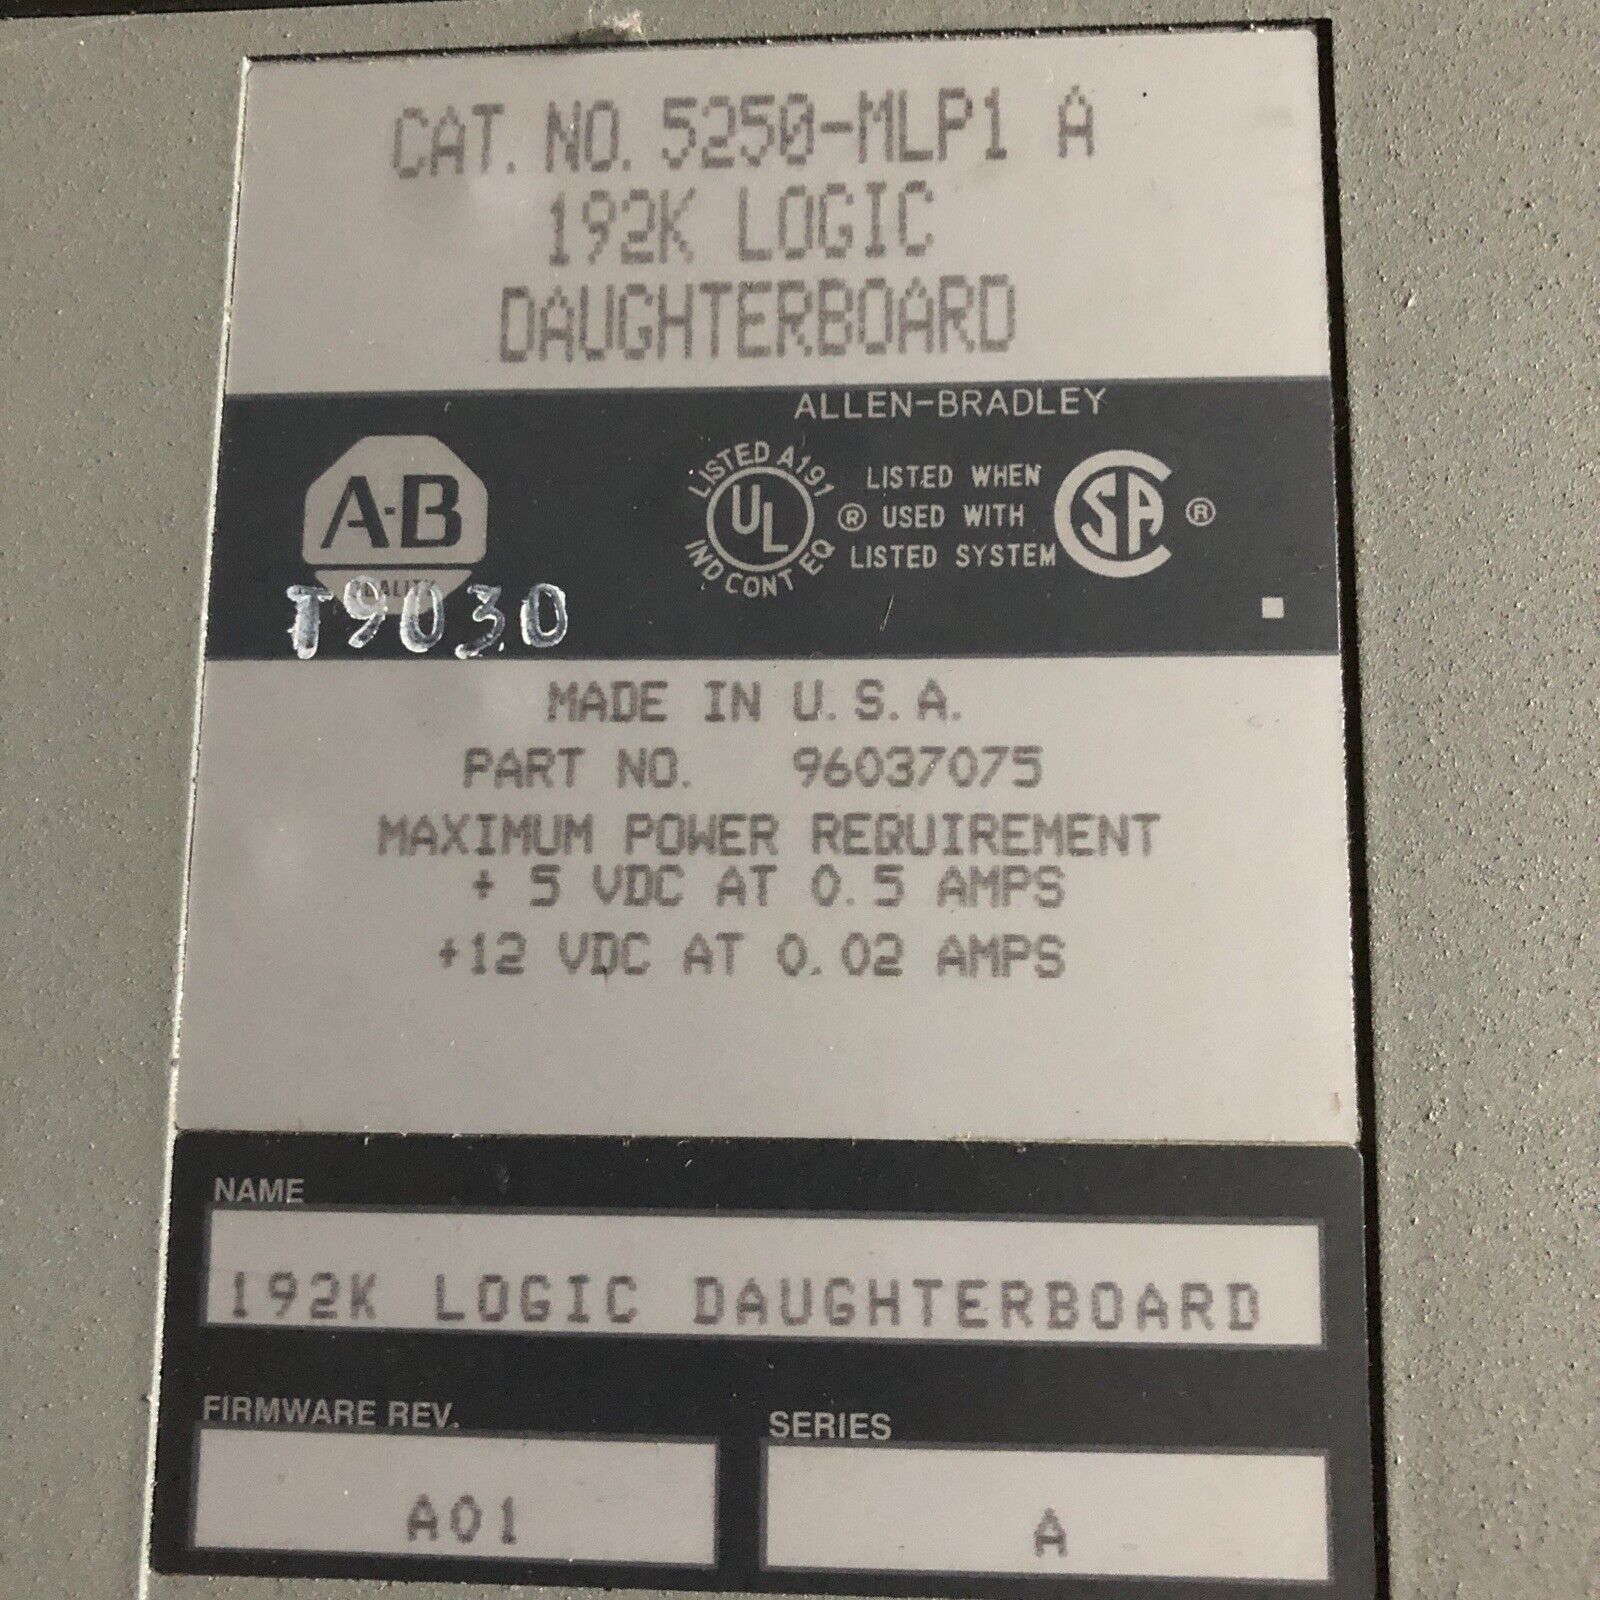 CAT. NO. 5250-MLP1 A
192K LOGIC
DAUGHTERBOARD
ALLEN-BRADLEY
A-B
QUALITY
T9030
LISTED A191
UL
IND CONT EQ
®
LISTED WHEN
USED WITH
LISTED SYSTEM
SA
®
MADE IN U.S.A.
PART NO. 96037075
MAXIMUM POWER REQUIREMENT
+ 5 VDC AT 0.5 AMPS
+12 VDC AT 0.02 AMPS
NAME
192K LOGIC DAUGHTERBOARD
FIRMWARE REV.
A01
SERIES
A